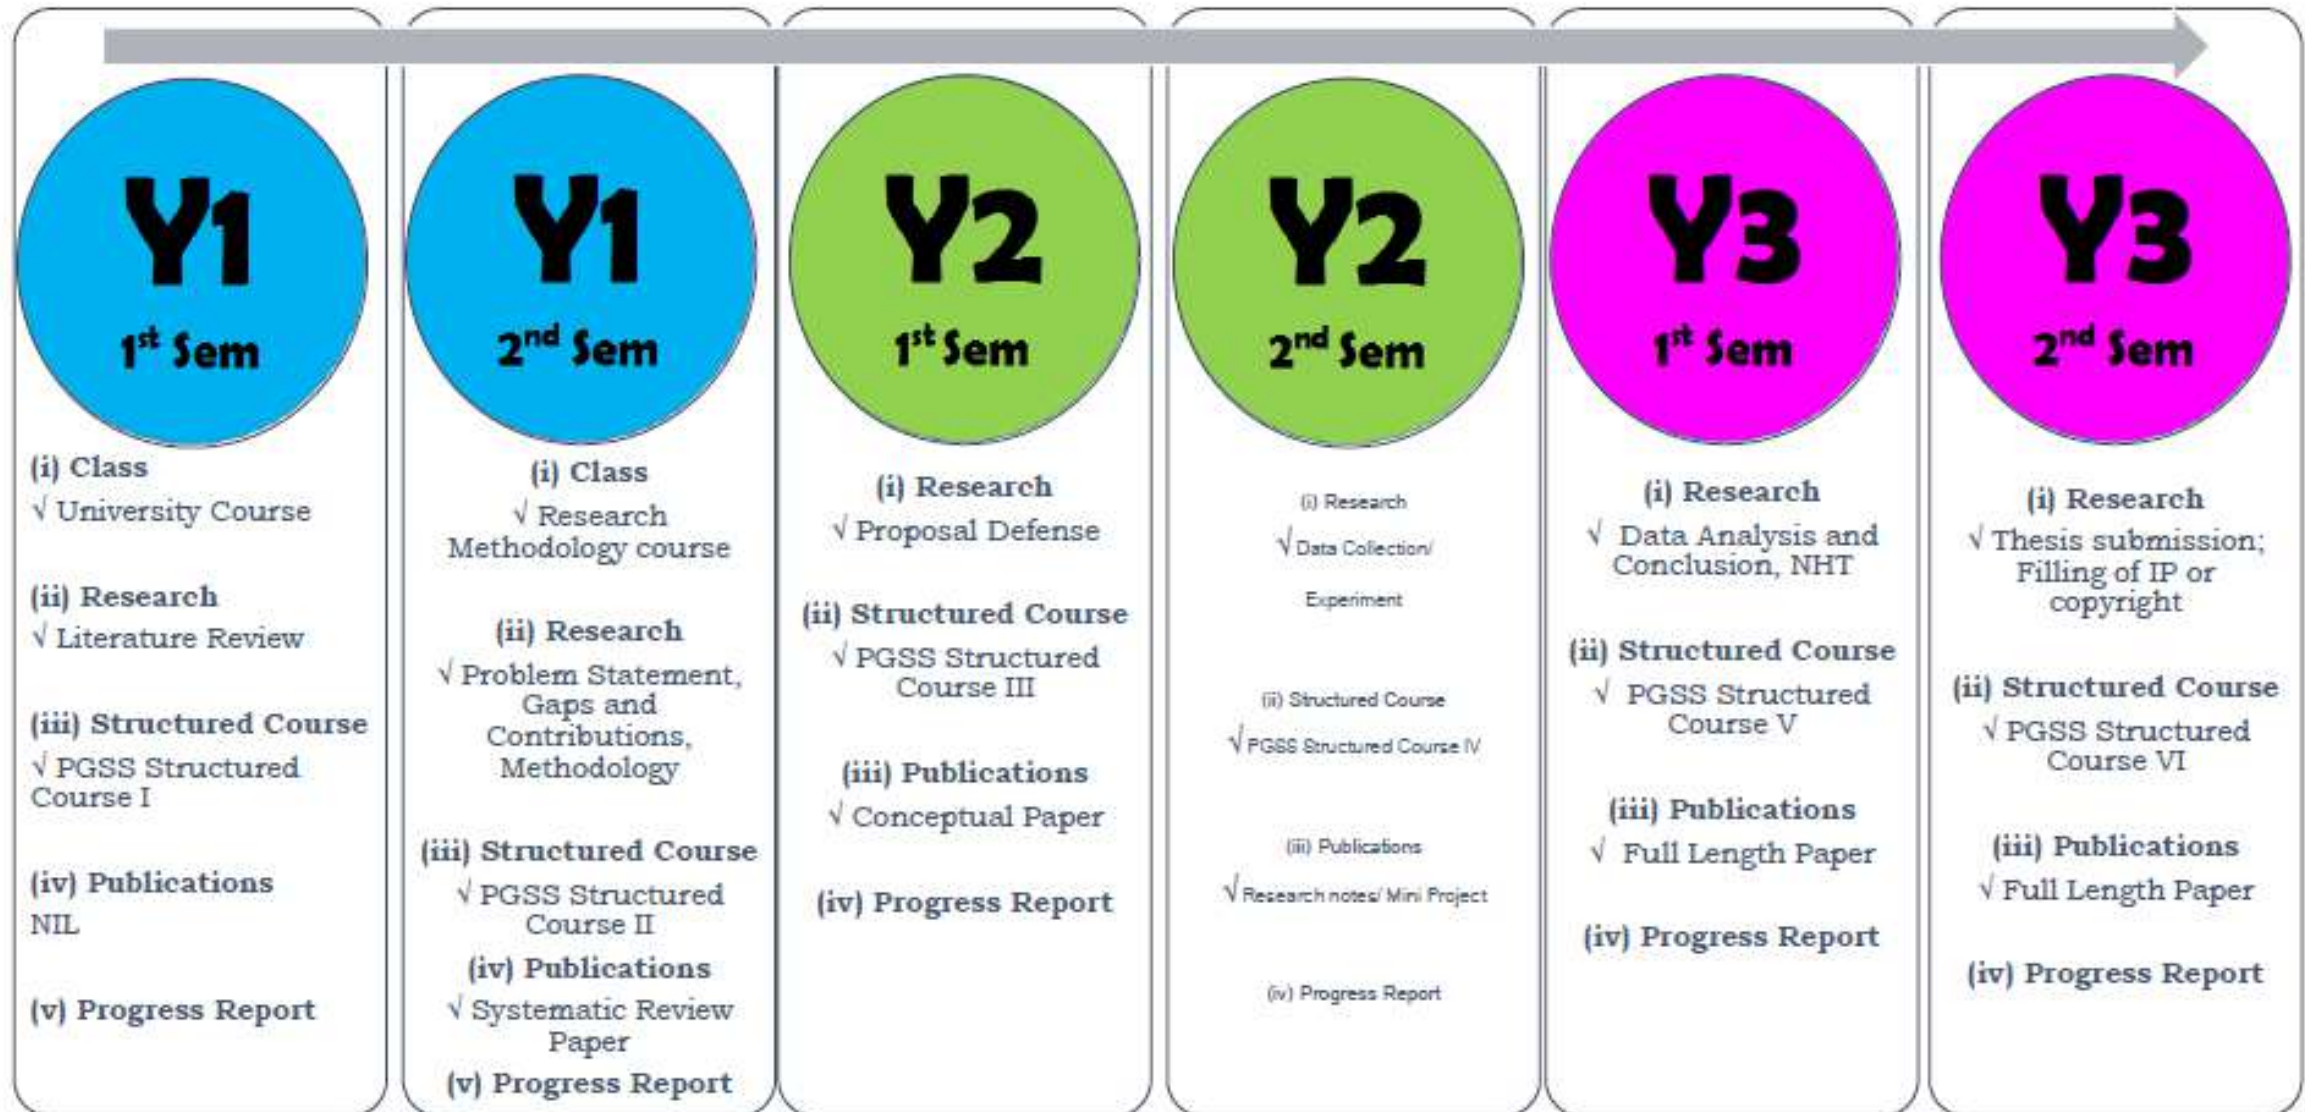 Y1
1st Sem
(i) Class
√ University Course
(ii) Research
√ Literature Review
(iii) Structured Course
√ PGSS Structured
Course I
(iv) Publications
NIL
(v) Progress Report
Y1
2nd Sem
(i) Class
√ Research
Methodology course
(ii) Research
√ Problem Statement,
Gaps and
Contributions,
Methodology
(iii) Structured Course
√ PGSS Structured
Course II
(iv) Publications
√ Systematic Review
Paper
(v) Progress Report
Y2
1st Sem
(i) Research
√ Proposal Defense
(ii) Structured Course
√ PGSS Structured
Course III
(iii) Publications
√ Conceptual Paper
(iv) Progress Report
Y2
2nd Sem
(i) Research
√ Data Collection/
Experiment
(ii) Structured Course
√ PGSS Structured Course IV
(iii) Publications
√ Research notes/ Mini Project
(iv) Progress Report
Y3
1st Sem
(i) Research
√ Data Analysis and
Conclusion, NHT
(ii) Structured Course
√ PGSS Structured
Course V
(iii) Publications
√ Full Length Paper
(iv) Progress Report
Y3
2nd Sem
(i) Research
√ Thesis submission;
Filling of IP or
copyright
(ii) Structured Course
√ PGSS Structured
Course VI
(iii) Publications
√ Full Length Paper
(iv) Progress Report